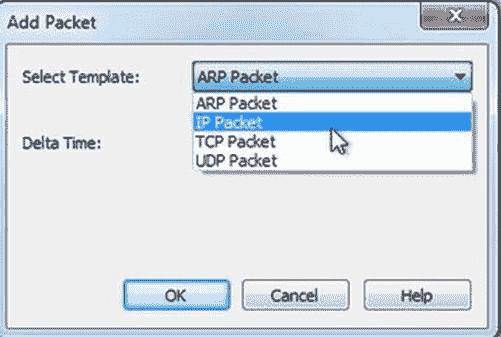 Add Packet
Select Template:
ARP Packet
ARP Packet
IP Packet
TCP Packet
UDP Packet
Delta Time:
OK
Cancel
Help